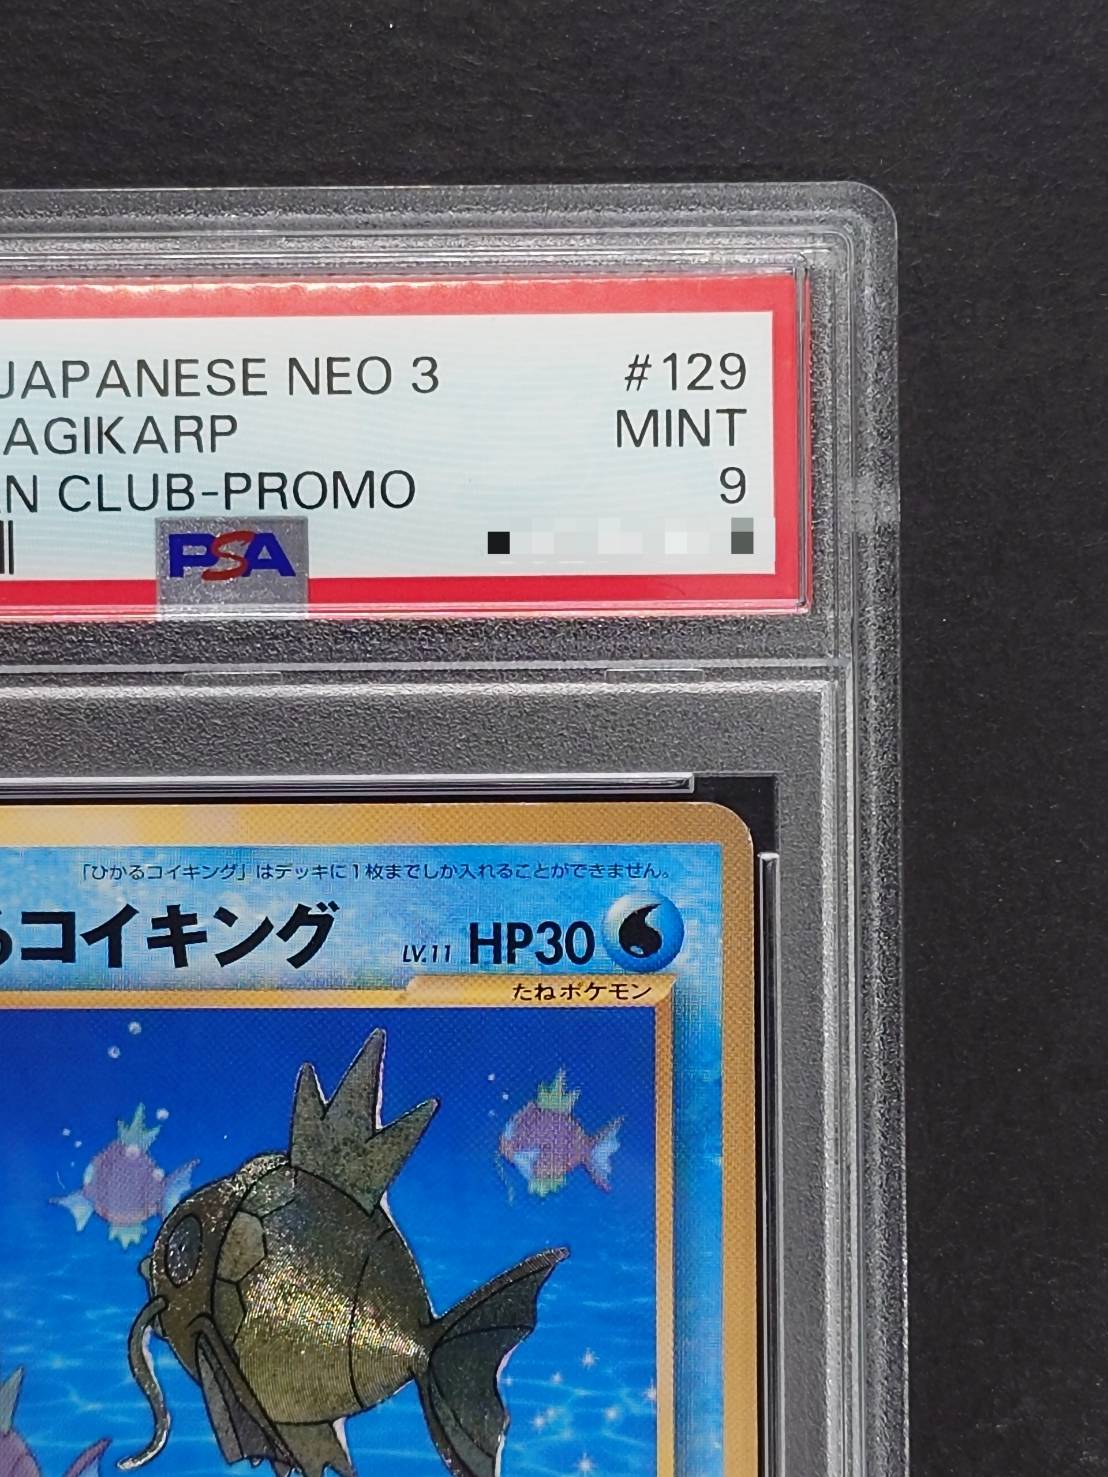 JAPANESE NEO 3 #129
AGIKARP MINT
N CLUB-PROMO 9
PSA
「ひかるコイキング」はデッキに1枚までしか入れることができません。
るコイキング LV.11 HP30
たねポケモン